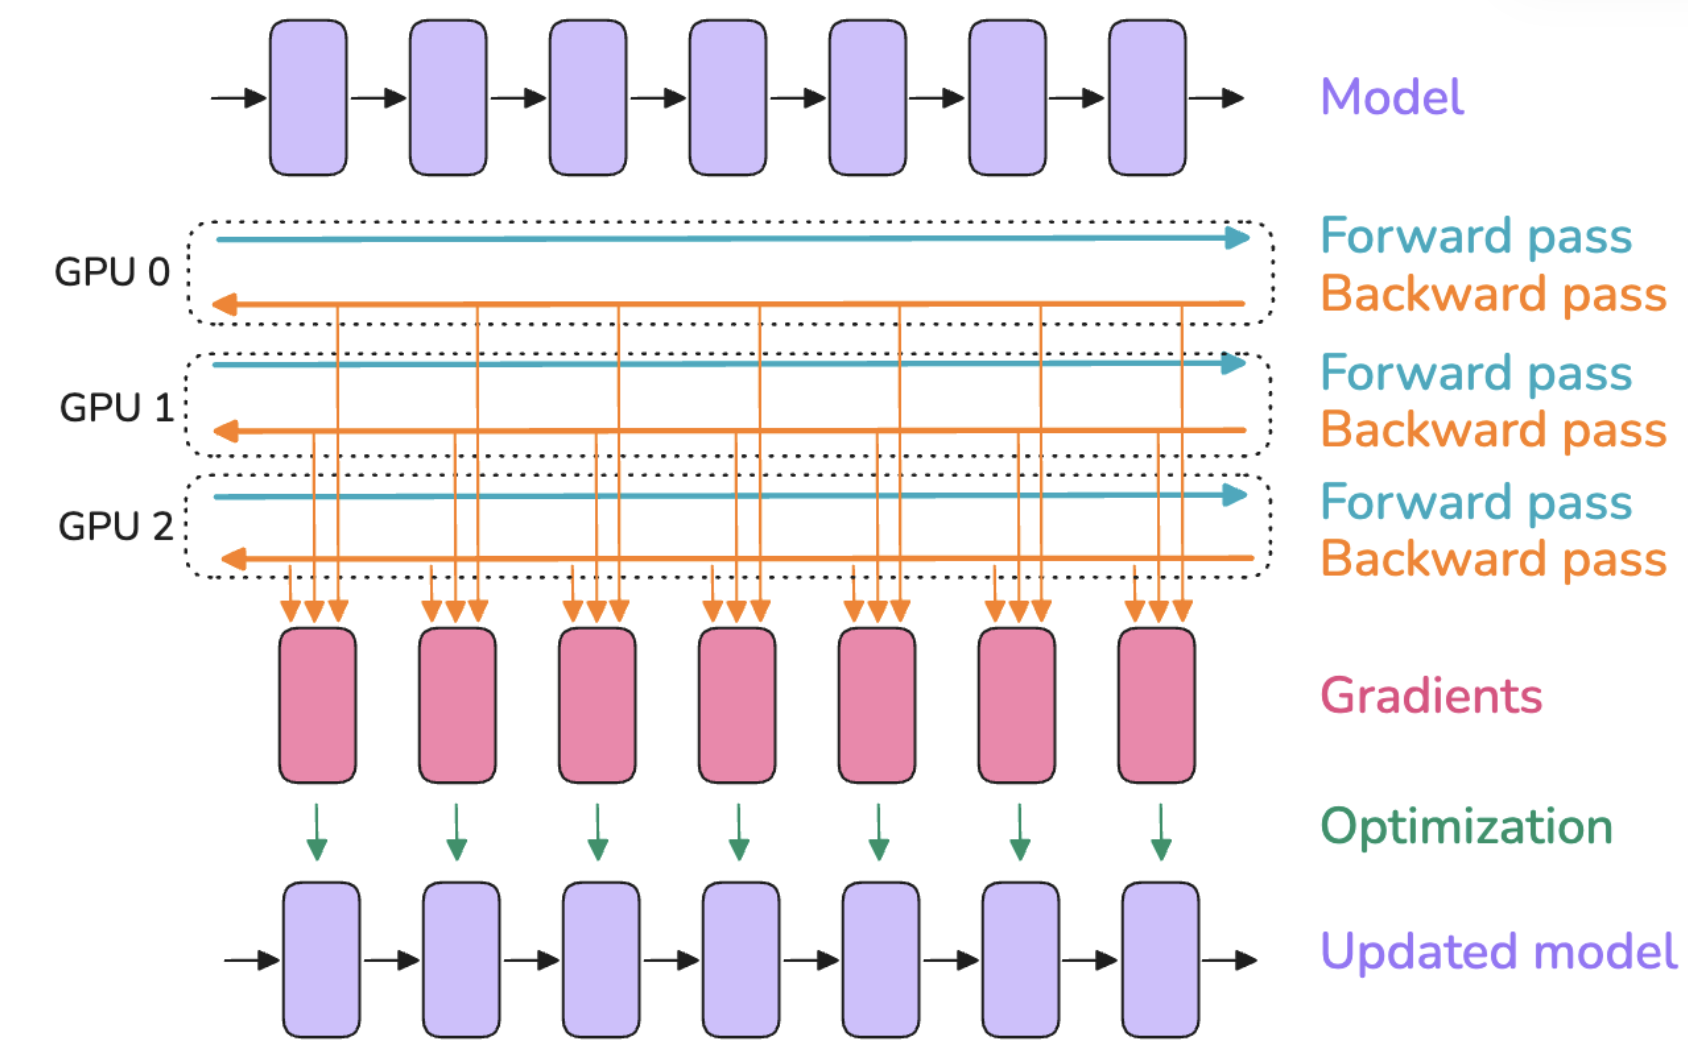 Model
GPU 0
Forward pass
Backward pass
GPU 1
Forward pass
Backward pass
GPU 2
Forward pass
Backward pass
Gradients
Optimization
Updated model